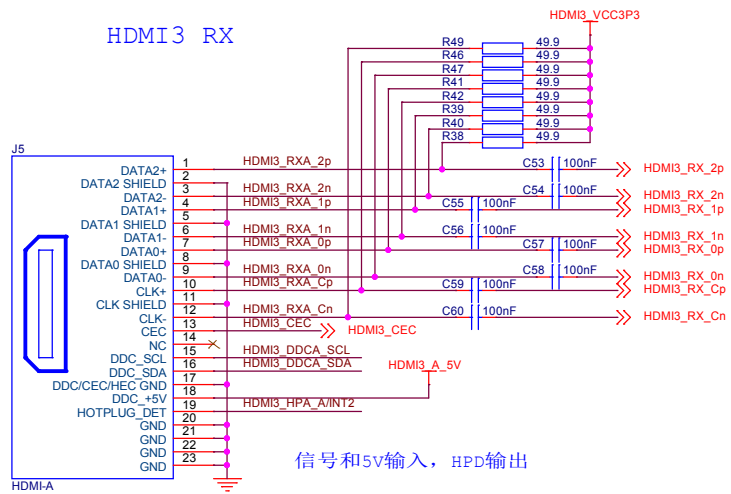 HDMI3_VCC3P3
HDMI3 RX
R49 49.9
R46 49.9
R47 49.9
R41 49.9
R42 49.9
R39 49.9
R40 49.9
R38 49.9
J5
DATA2+ 1 HDMI3_RXA_2p C53 100nF HDMI3_RX_2p
DATA2 SHIELD 2
DATA2- 3 HDMI3_RXA_2n C54 100nF HDMI3_RX_2n
DATA1+ 4 HDMI3_RXA_1p C55 100nF HDMI3_RX_1p
DATA1 SHIELD 5
DATA1- 6 HDMI3_RXA_1n C56 100nF HDMI3_RX_1n
DATA0+ 7 HDMI3_RXA_0p C57 100nF HDMI3_RX_0p
DATA0 SHIELD 8
DATA0- 9 HDMI3_RXA_0n C58 100nF HDMI3_RX_0n
CLK+ 10 HDMI3_RXA_Cp C59 100nF HDMI3_RX_Cp
CLK SHIELD 11
CLK- 12 HDMI3_RXA_Cn C60 100nF HDMI3_RX_Cn
CEC 13 HDMI3_CEC HDMI3_CEC
NC 14
DDC_SCL 15 HDMI3_DDCA_SCL
DDC_SDA 16 HDMI3_DDCA_SDA
DDC/CEC/HEC GND 17 HDMI3_A_5V
DDC_+5V 18
HOTPLUG_DET 19 HDMI3_HPA_A/INT2
GND 20
GND 21
GND 22
GND 23
信号和5V输入，HPD输出
HDMI-A